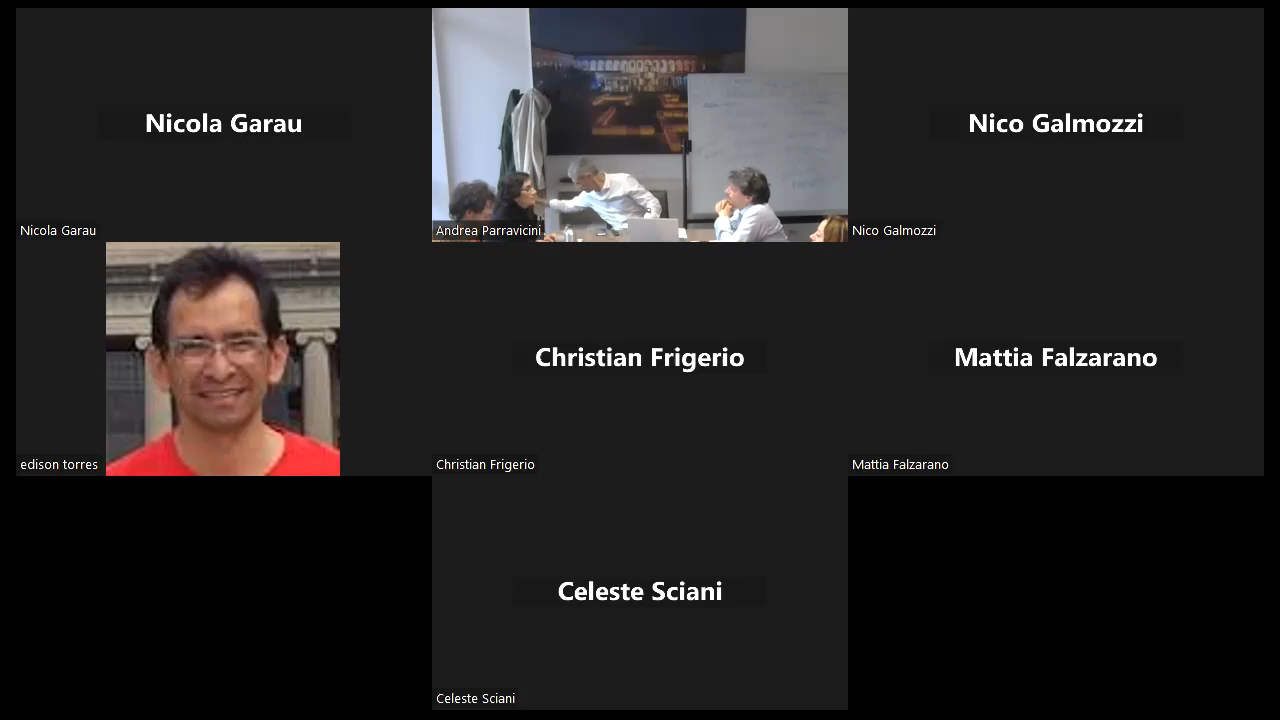 Nicola Garau
Nicola Garau
Andrea Parravicini
Nico Galmozzi
Nico Galmozzi
edison torres
Christian Frigerio
Christian Frigerio
Mattia Falzarano
Mattia Falzarano
Celeste Sciani
Celeste Sciani